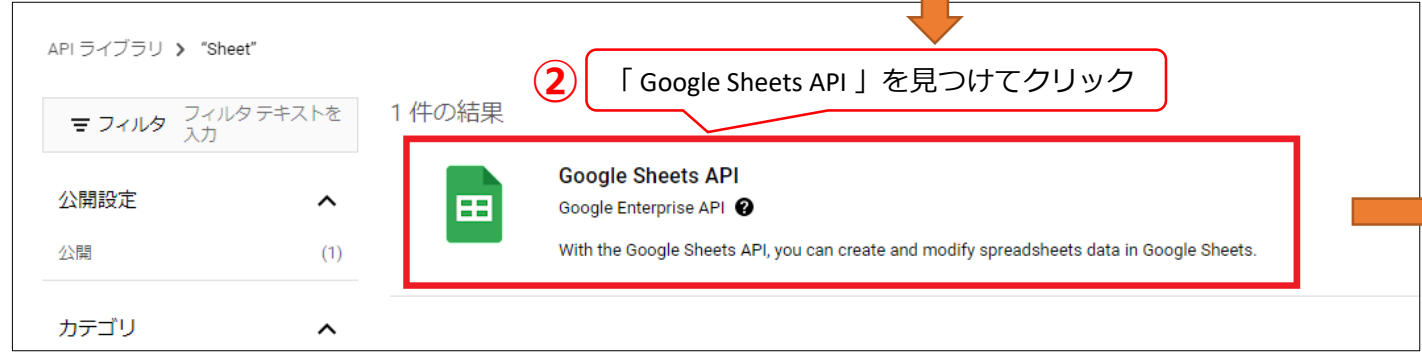 API ライブラリ > "Sheet"
② 「 Google Sheets API 」を見つけてクリック
フィルタ
フィルタ テキストを
入力
1 件の結果
Google Sheets API
Google Enterprise API ?
With the Google Sheets API, you can create and modify spreadsheets data in Google Sheets.
公開設定
公開 (1)
カテゴリ